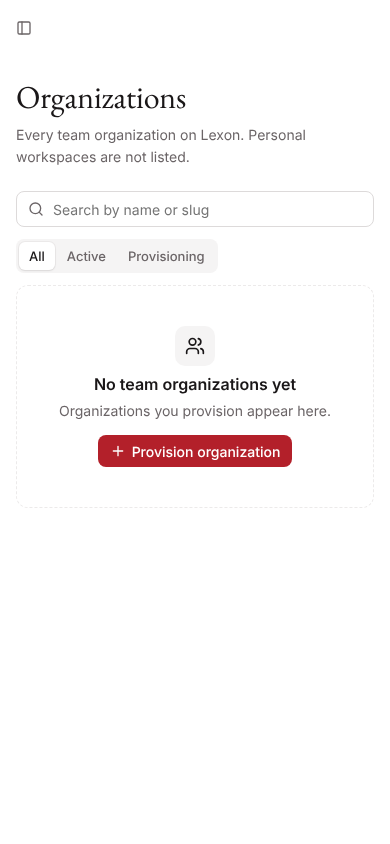 Organizations
Every team organization on Lexon. Personal
workspaces are not listed.
Search by name or slug
All Active Provisioning
No team organizations yet
Organizations you provision appear here.
Provision organization